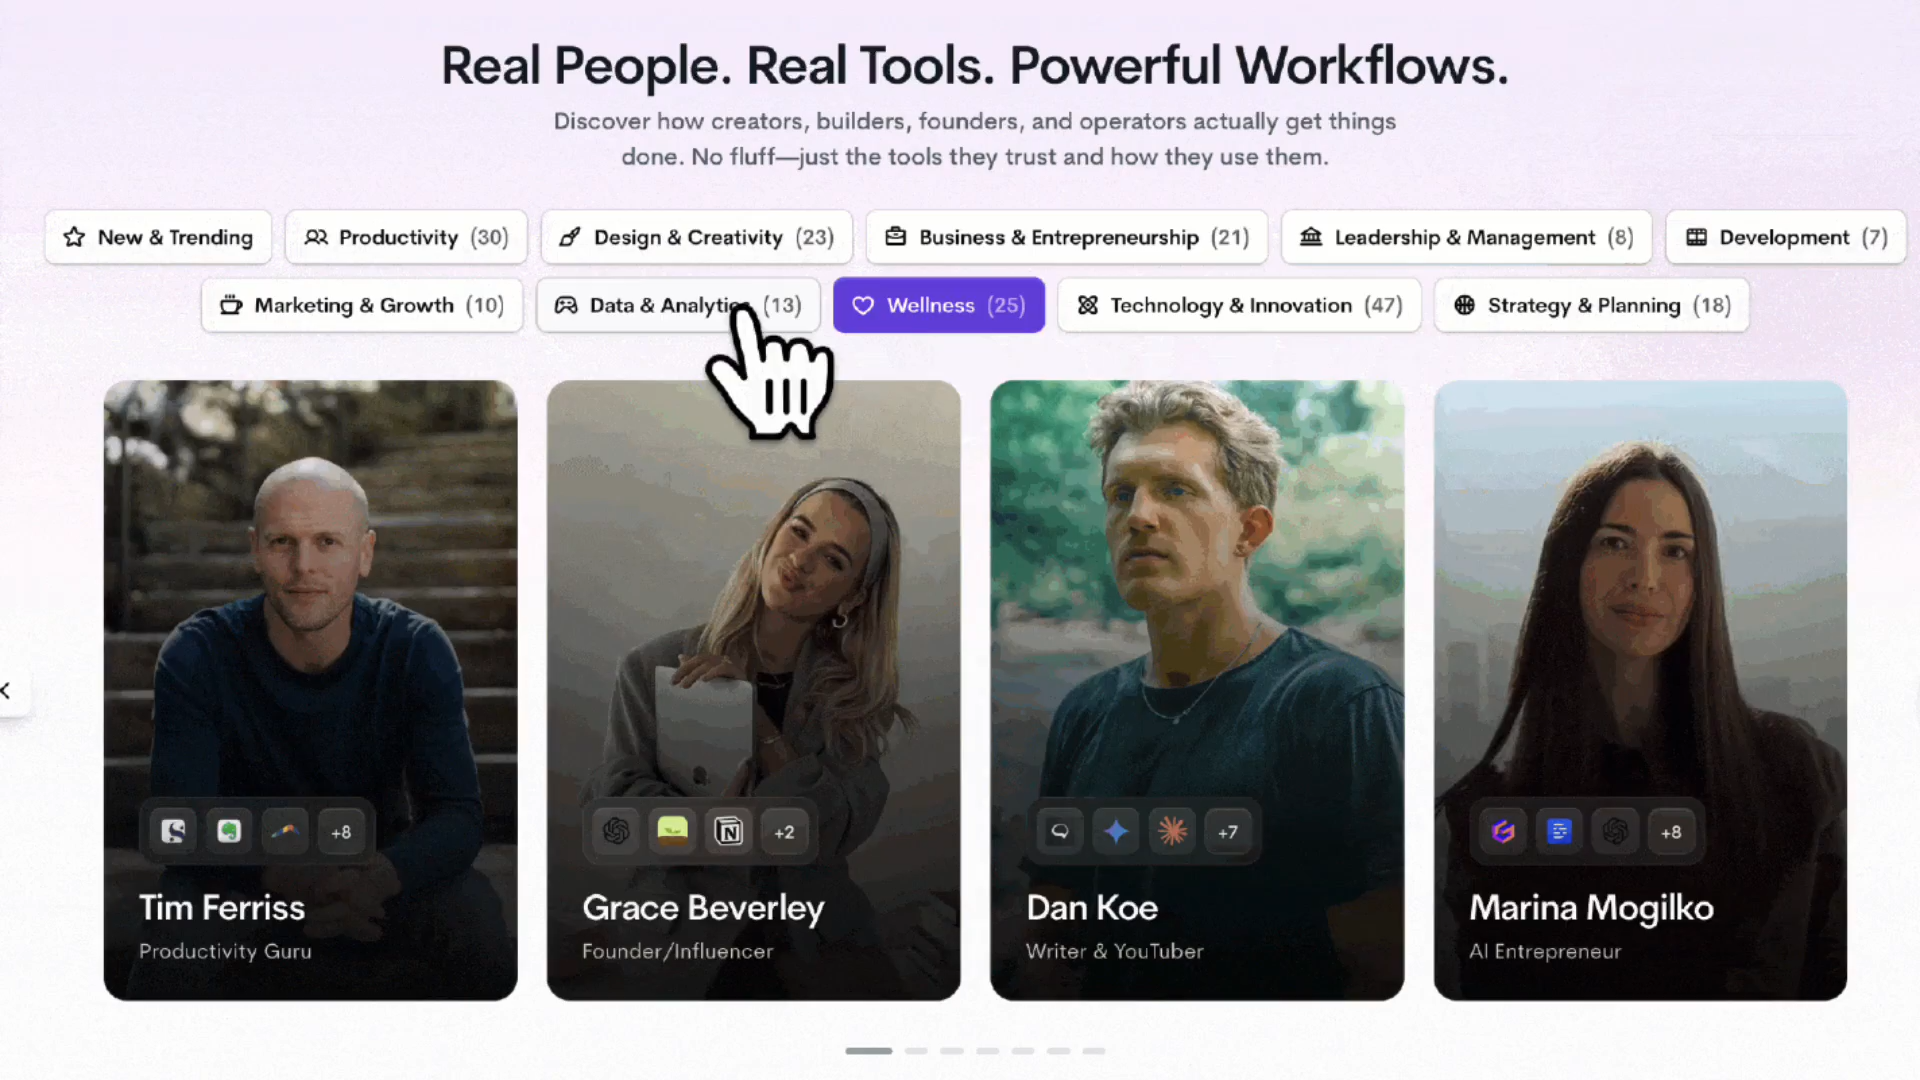 Real People. Real Tools. Powerful Workflows.
Discover how creators, builders, founders, and operators actually get things
done. No fluff—just the tools they trust and how they use them.
New & Trending
Productivity (30)
Design & Creativity (23)
Business & Entrepreneurship (21)
Leadership & Management (8)
Development (7)
Marketing & Growth (10)
Data & Analytics (13)
Wellness (25)
Technology & Innovation (47)
Strategy & Planning (18)
+8
Tim Ferriss
Productivity Guru
+2
Grace Beverley
Founder/Influencer
+7
Dan Koe
Writer & YouTuber
+8
Marina Mogilko
AI Entrepreneur